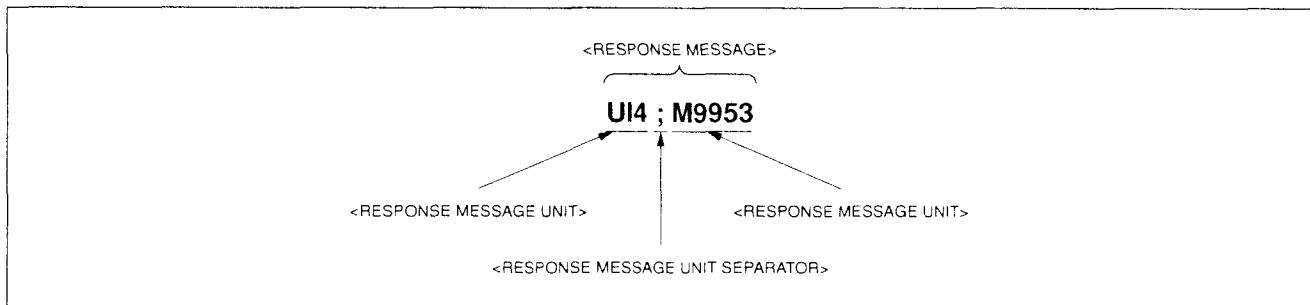 <RESPONSE MESSAGE>
UI4 ; M9953
<RESPONSE MESSAGE UNIT> <RESPONSE MESSAGE UNIT>
<RESPONSE MESSAGE UNIT SEPARATOR>